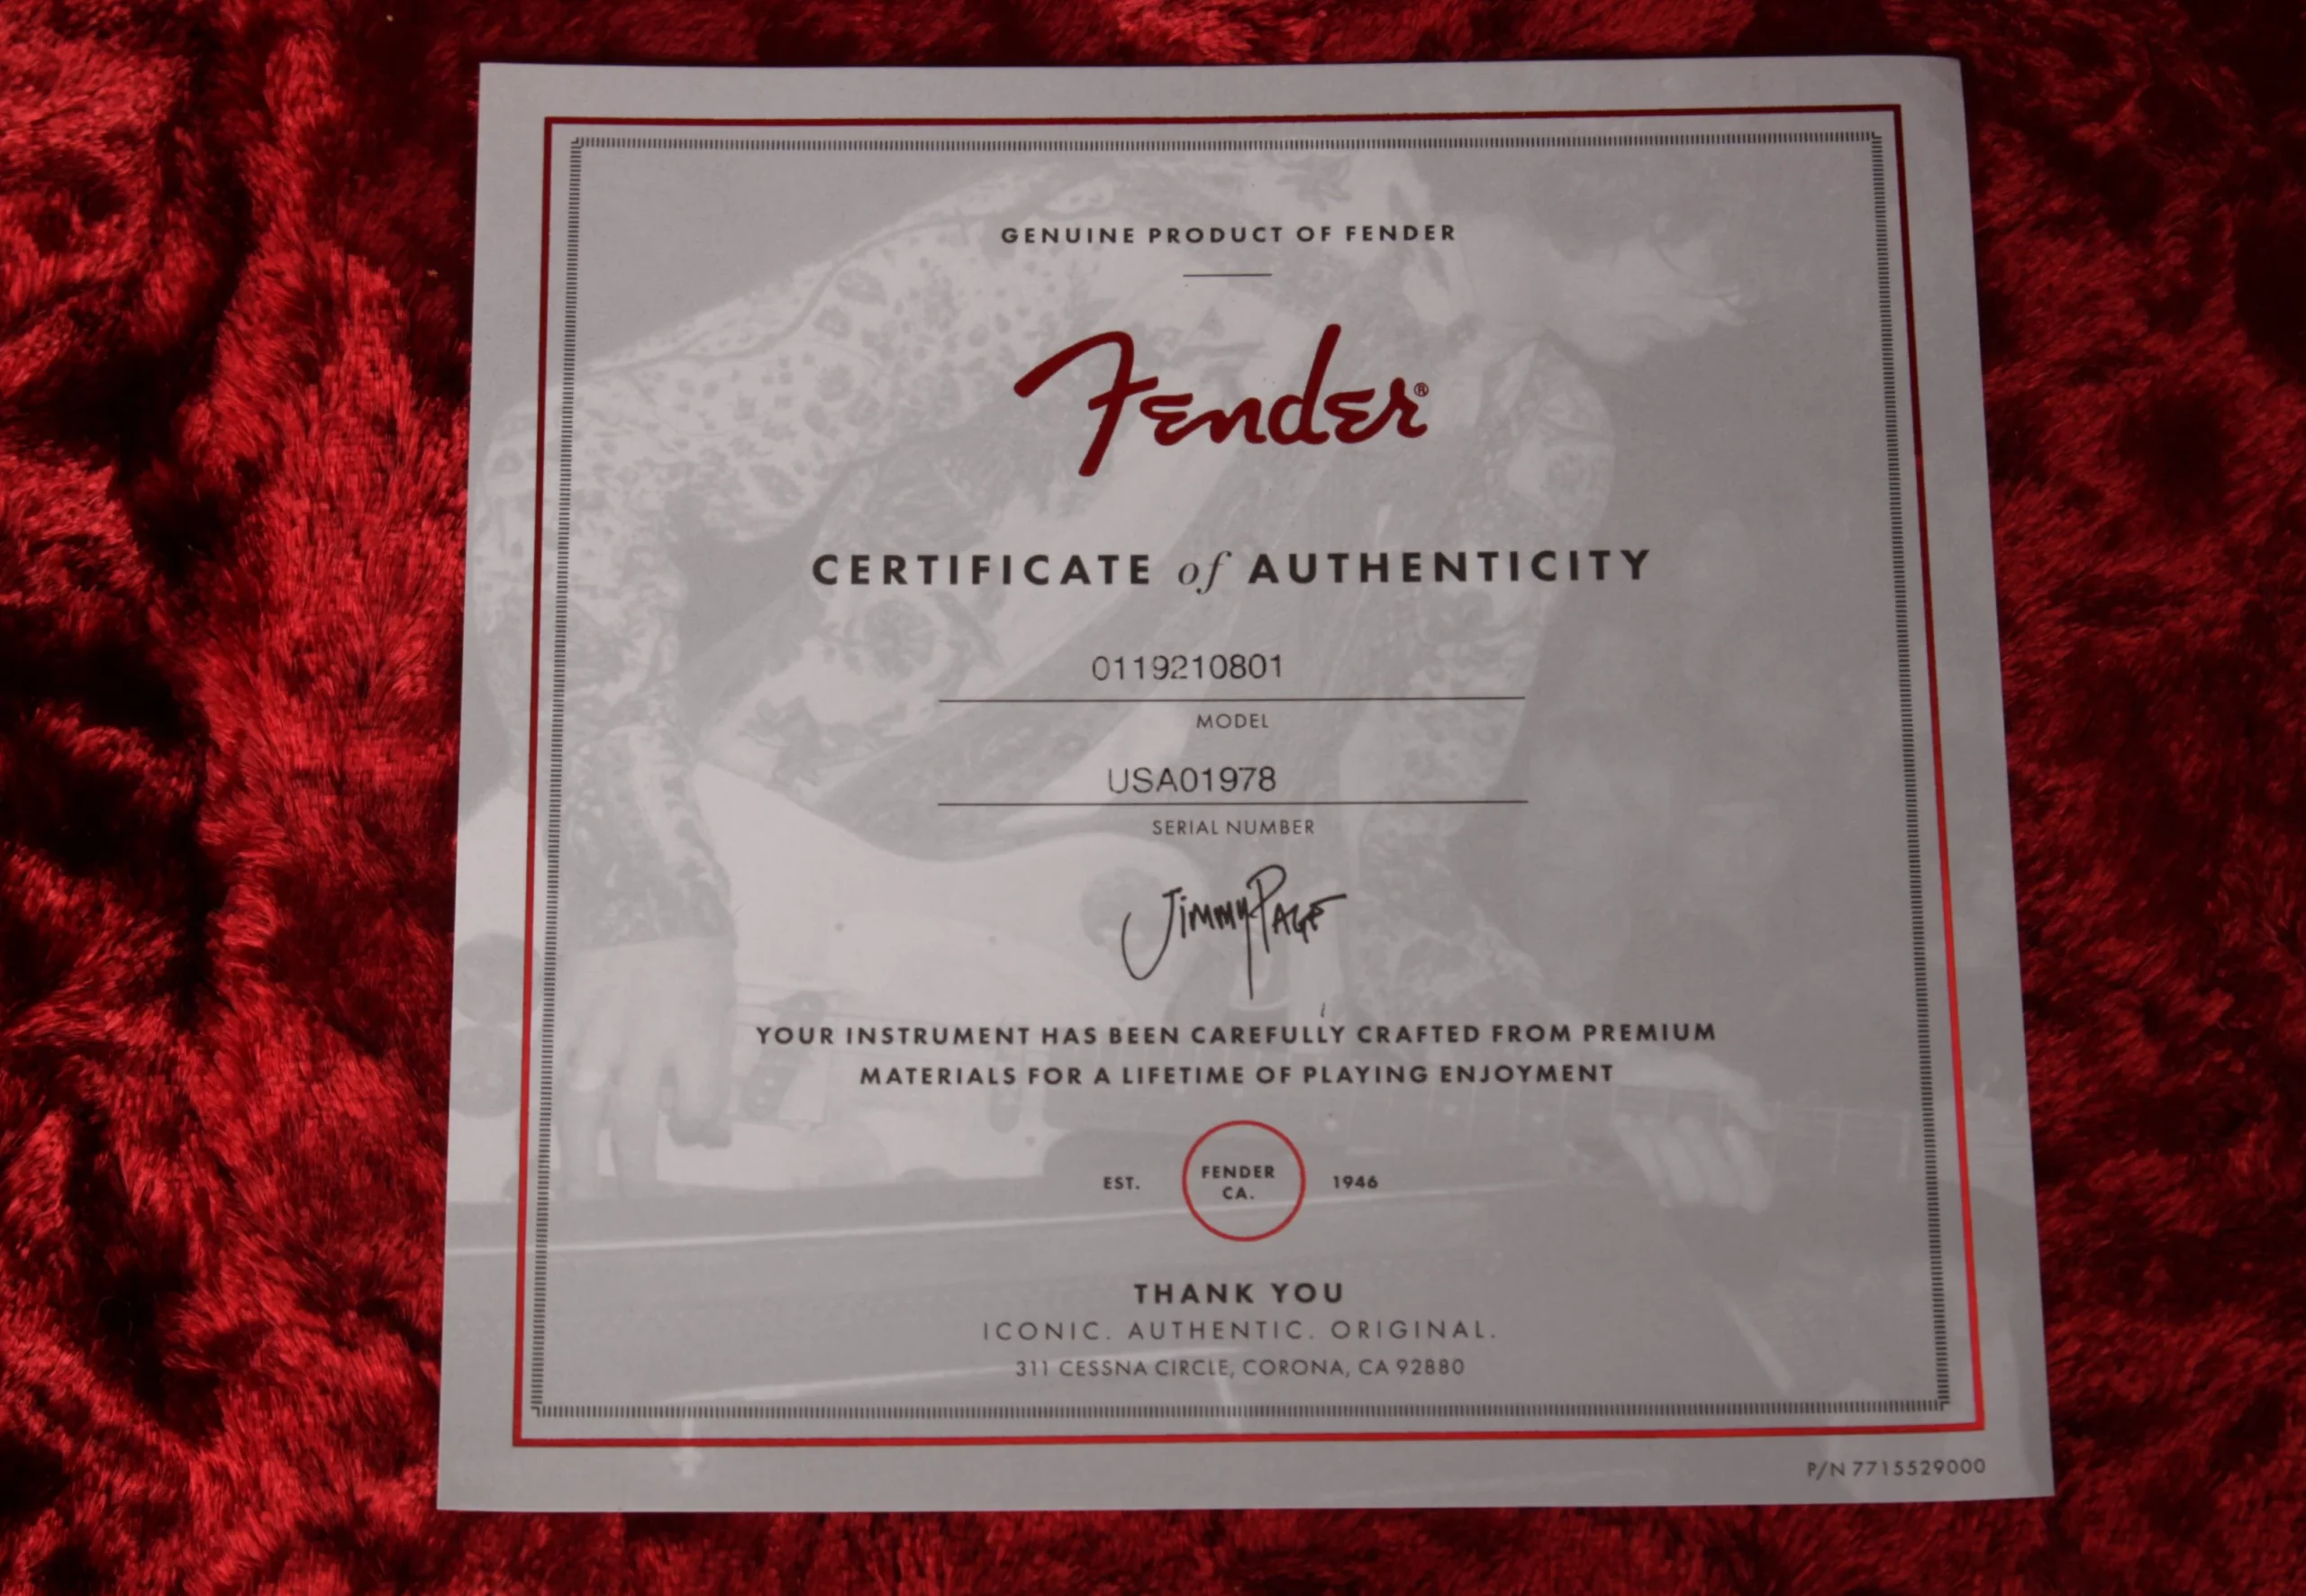 GENUINE PRODUCT OF FENDER
Fender®
CERTIFICATE of AUTHENTICITY
0119210801
MODEL
USA01978
SERIAL NUMBER
Jimmy Page
YOUR INSTRUMENT HAS BEEN CAREFULLY CRAFTED FROM PREMIUM
MATERIALS FOR A LIFETIME OF PLAYING ENJOYMENT
EST. FENDER CA. 1946
THANK YOU
ICONIC. AUTHENTIC. ORIGINAL.
311 CESSNA CIRCLE, CORONA, CA 92880
P/N 7715529000